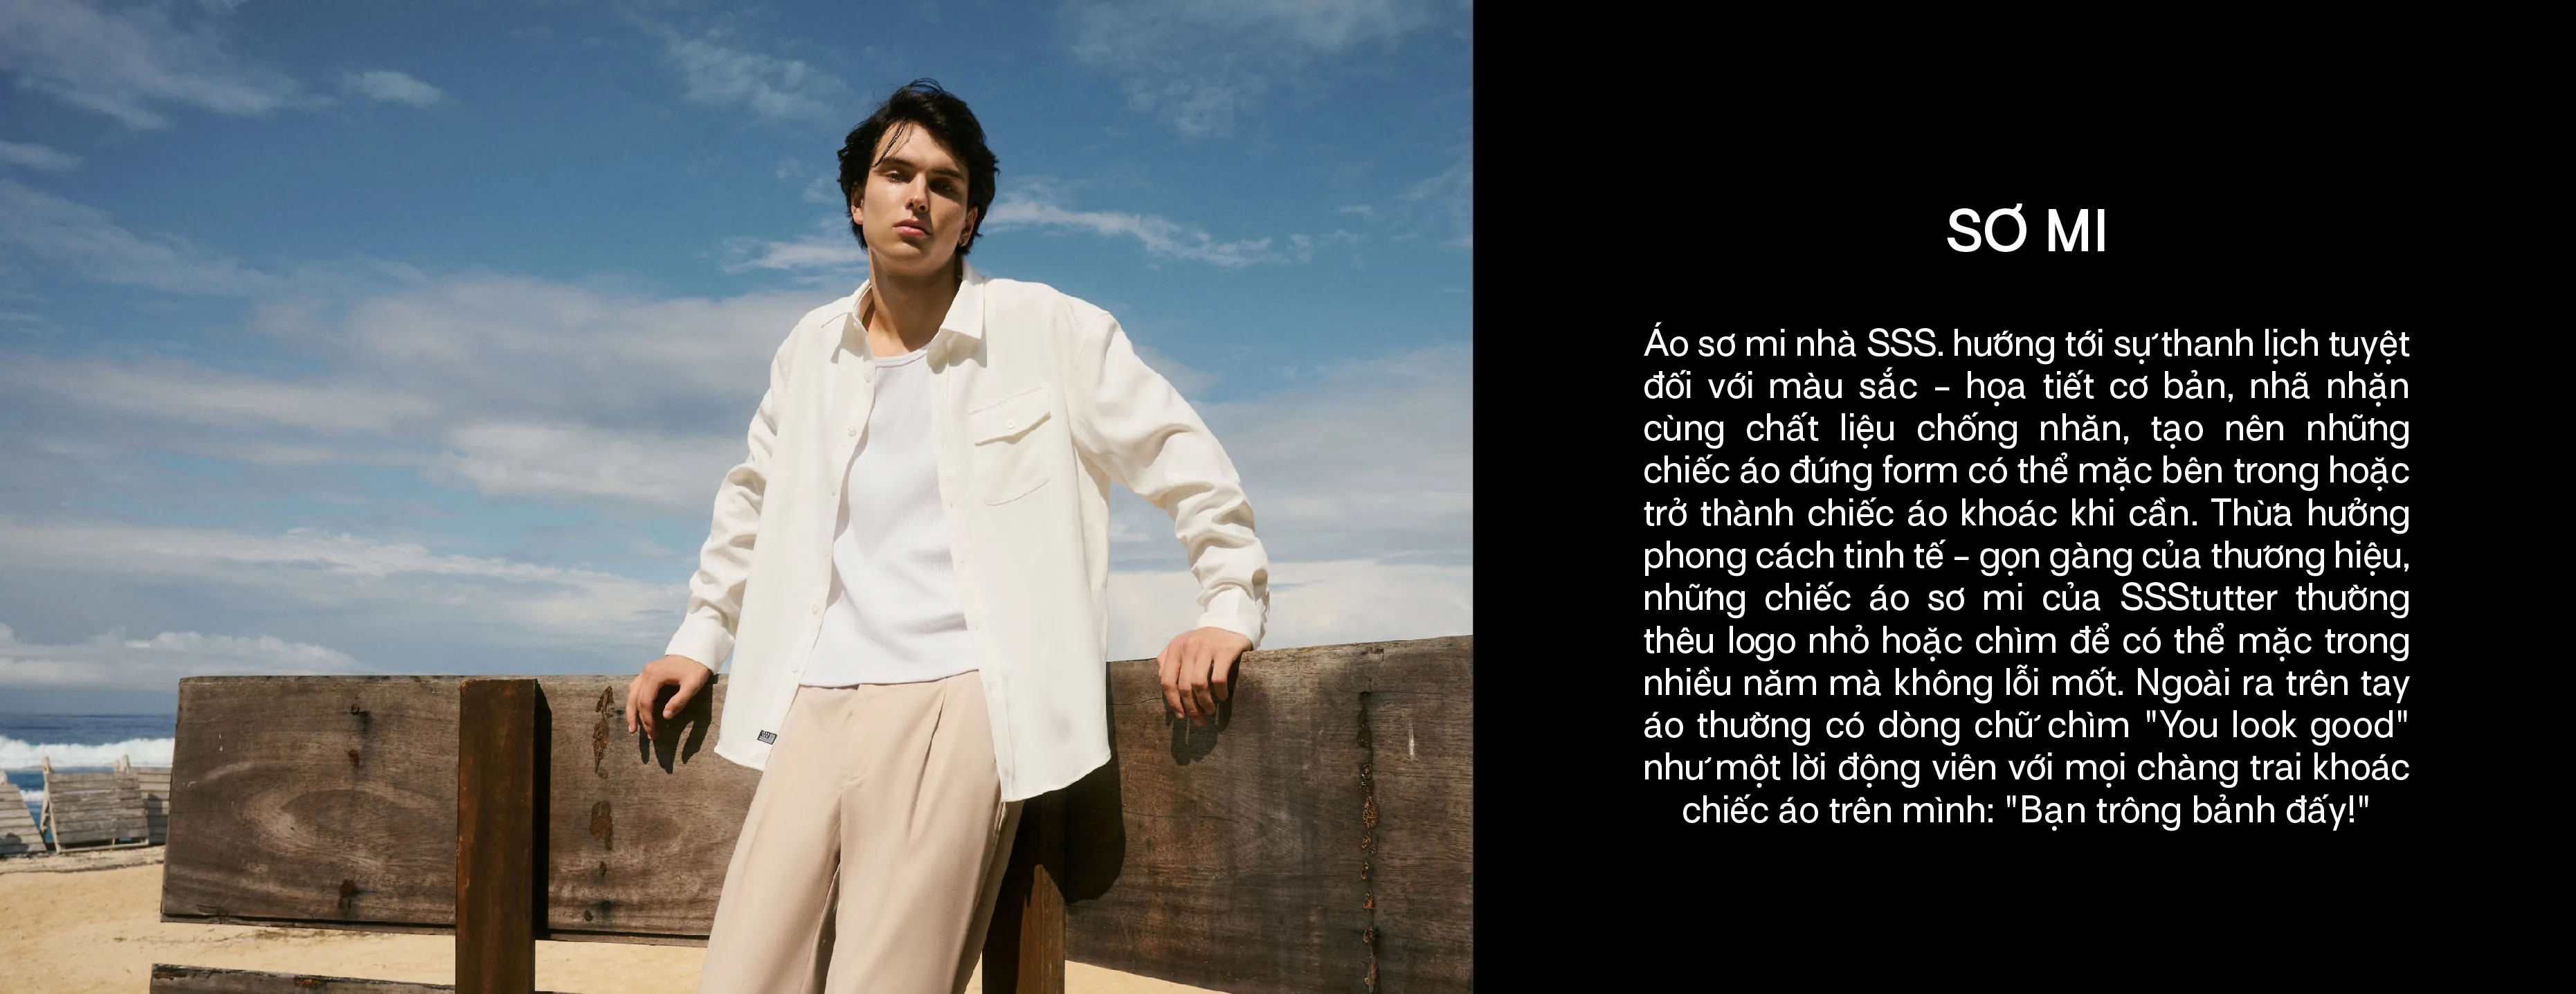 SƠ MI
Áo sơ mi nhà SSS. hướng tới sự thanh lịch tuyệt
đối với màu sắc – họa tiết cơ bản, nhã nhặn
cùng chất liệu chống nhăn, tạo nên những
chiếc áo đứng form có thể mặc bên trong hoặc
trở thành chiếc áo khoác khi cần. Thừa hưởng
phong cách tinh tế – gọn gàng của thương hiệu,
những chiếc áo sơ mi của SSStutter thường
thêu logo nhỏ hoặc chìm để có thể mặc trong
nhiều năm mà không lỗi mốt. Ngoài ra trên tay
áo thường có dòng chữ chìm "You look good"
như một lời động viên với mọi chàng trai khoác
chiếc áo trên mình: "Bạn trông bảnh đấy!"